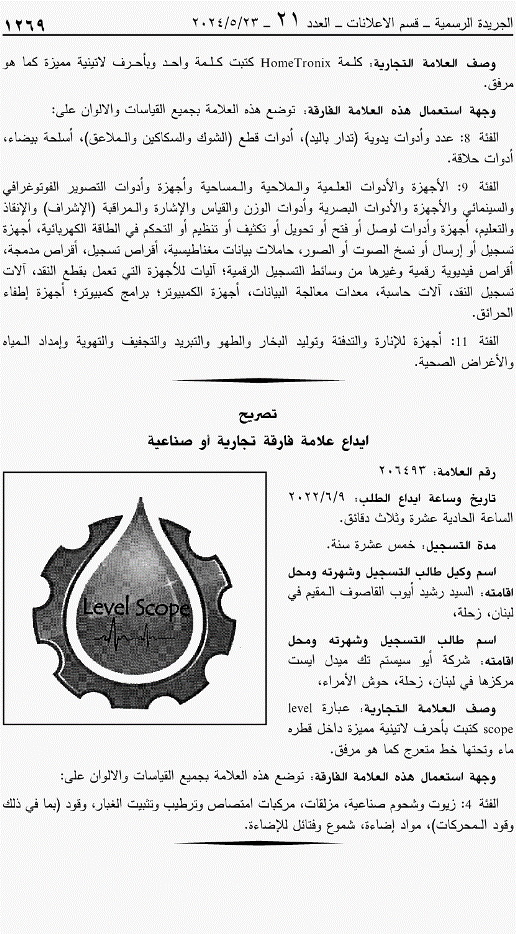 الجريدة الرسمية ـ قسم الاعلانات ـ العدد ٢١ ـ ٢٠٢٤/٥/٢٣
١٢٦٩
وصف العلامة التجارية: كلمة HomeTronix كتبت كلمة واحد وبأحرف لاتينية مميزة كما هو
مرفق.
وجهة استعمال هذه العلامة الفارقة: توضع هذه العلامة بجميع القياسات والالوان على:
الفئة 8: عدد وأدوات يدوية (تدار باليد)، أدوات قطع (الشوك والسكاكين والملاعق)، أسلحة بيضاء،
أدوات حلاقة.
الفئة 9: الأجهزة والأدوات العلمية والملاحية والمساحية وأجهزة وأدوات التصوير الفوتوغرافي
والسينمائي والأجهزة والأدوات البصرية وأدوات الوزن والقياس والإشارة والمراقبة (الإشراف) والإنقاذ
والتعليم، أجهزة وأدوات لوصل أو فتح أو تحويل أو تكثيف أو تنظيم أو التحكم في الطاقة الكهربائية، أجهزة
تسجيل أو إرسال أو نسخ الصوت أو الصور، حاملات بيانات مغناطيسية، أقراص تسجيل، أقراص مدمجة،
أقراص فيديوية رقمية وغيرها من وسائط التسجيل الرقمية؛ آليات للأجهزة التي تعمل بقطع النقد، آلات
تسجيل النقد، آلات حاسبة، معدات معالجة البيانات، أجهزة الكمبيوتر؛ برامج كمبيوتر؛ أجهزة إطفاء
الحرائق.
الفئة 11: أجهزة للإنارة والتدفئة وتوليد البخار والطهو والتبريد والتجفيف والتهوية وإمداد المياه
والأغراض الصحية.
تصريح
ايداع علامة فارقة تجارية أو صناعية
رقم العلامة: ٢٠٦٤٩٣
تاريخ وساعة ايداع الطلب: ٢٠٢٢/٦/٩
الساعة الحادية عشرة وثلاث دقائق.
مدة التسجيل: خمس عشرة سنة.
اسم وكيل طالب التسجيل وشهرته ومحل
اقامته: السيد رشيد أيوب القاصوف المقيم في
لبنان، زحلة،
اسم طالب التسجيل وشهرته ومحل
اقامته: شركة أيو سيستم تك ميدل ايست
مركزها في لبنان، زحلة، حوش الأمراء،
وصف العلامة التجارية: عبارة level
scope كتبت بأحرف لاتينية مميزة داخل قطره
ماء وتحتها خط متعرج كما هو مرفق.
Level Scope
وجهة استعمال هذه العلامة الفارقة: توضع هذه العلامة بجميع القياسات والالوان على:
الفئة 4: زيوت وشحوم صناعية، مزلقات، مركبات امتصاص وترطيب وتثبيت الغبار، وقود (بما في ذلك
وقود المحركات)، مواد إضاءة، شموع وفتائل للإضاءة.